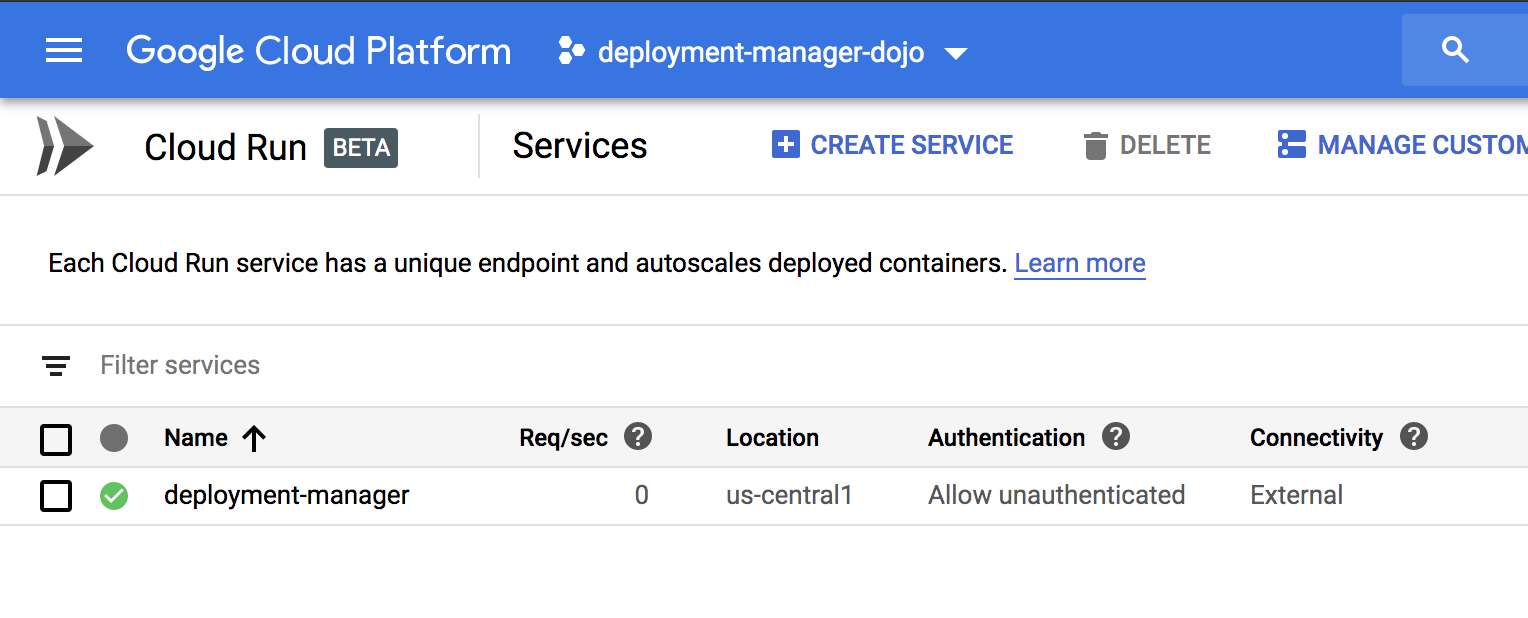 Google Cloud Platform deployment-manager-dojo
Cloud Run BETA Services CREATE SERVICE DELETE MANAGE CUSTOM
Each Cloud Run service has a unique endpoint and autoscales deployed containers. Learn more
Filter services
Name Req/sec Location Authentication Connectivity
deployment-manager 0 us-central1 Allow unauthenticated External